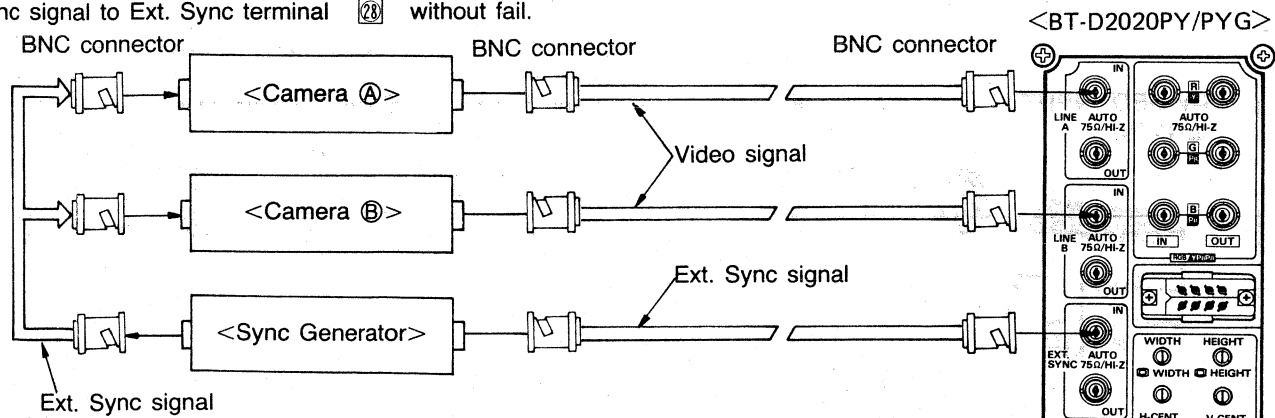 nc signal to Ext. Sync terminal ㉘ without fail.
<BT-D2020PY/PYG>
BNC connector
BNC connector
BNC connector
<Camera Ⓐ>
Video signal
<Camera Ⓑ>
Ext. Sync signal
<Sync Generator>
Ext. Sync signal
IN
LINE A
AUTO
75Ω/HI-Z
OUT
IN
LINE B
AUTO
75Ω/HI-Z
OUT
IN
EXT. SYNC
AUTO
75Ω/HI-Z
OUT
R
Y
AUTO
75Ω/HI-Z
G
B
IN
OUT
WIDTH
HEIGHT
WIDTH
HEIGHT
H-CENT
V-CENT